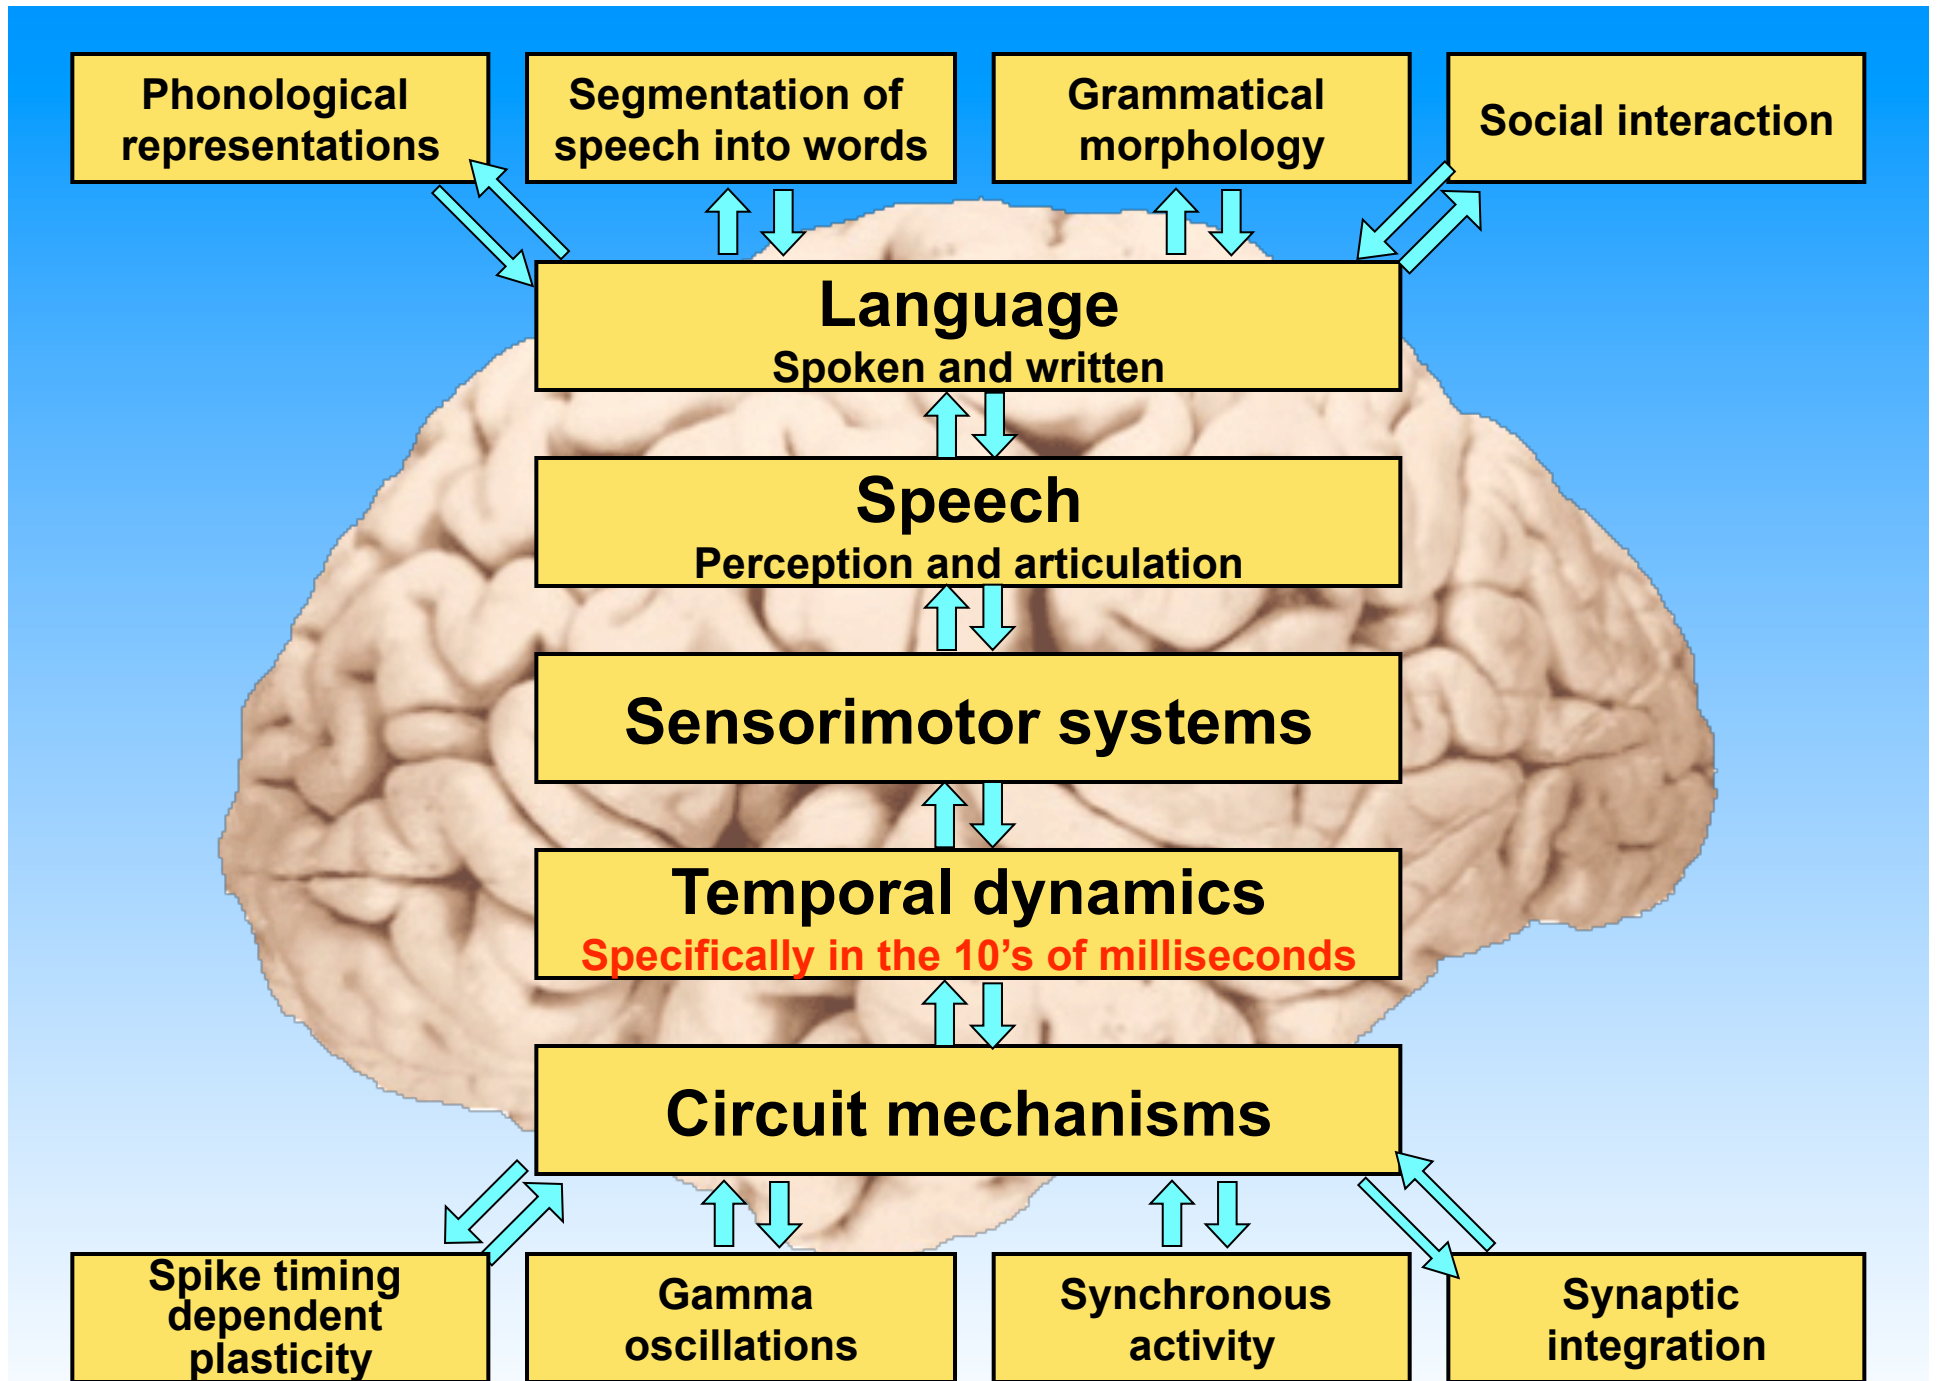 Phonological
representations
Segmentation of
speech into words
Grammatical
morphology
Social interaction
Language
Spoken and written
Speech
Perception and articulation
Sensorimotor systems
Temporal dynamics
Specifically in the 10’s of milliseconds
Circuit mechanisms
Spike timing
dependent
plasticity
Gamma
oscillations
Synchronous
activity
Synaptic
integration